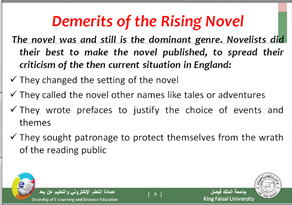 Demerits of the Rising Novel
The novel was and still is the dominant genre. Novelists did
their best to make the novel published, to spread their
criticism of the then current situation in England:
✓ They changed the setting of the novel
✓ They called the novel other names like tales or adventures
✓ They wrote prefaces to justify the choice of events and
themes
✓ They sought patronage to protect themselves from the wrath
of the reading public
عمادة التعلم الإلكتروني والتعليم عن بعد
Deanship of E-Learning and Distance Education
[ ٨ ]
جامعة الملك فيصل
King Faisal University